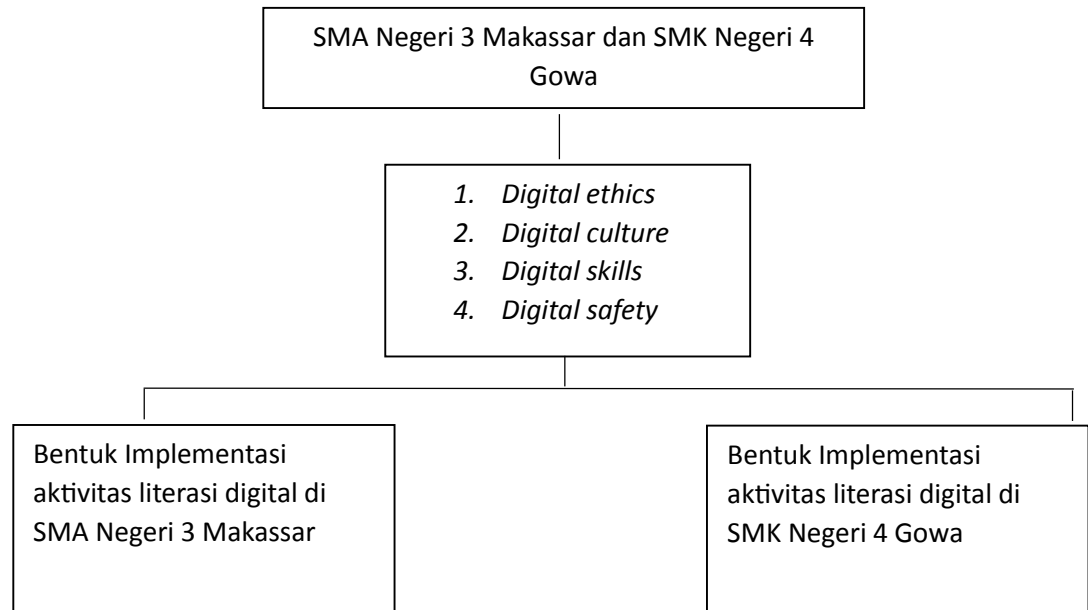 SMA Negeri 3 Makassar dan SMK Negeri 4
Gowa
1. Digital ethics
2. Digital culture
3. Digital skills
4. Digital safety
Bentuk Implementasi
aktivitas literasi digital di
SMA Negeri 3 Makassar
Bentuk Implementasi
aktivitas literasi digital di
SMK Negeri 4 Gowa